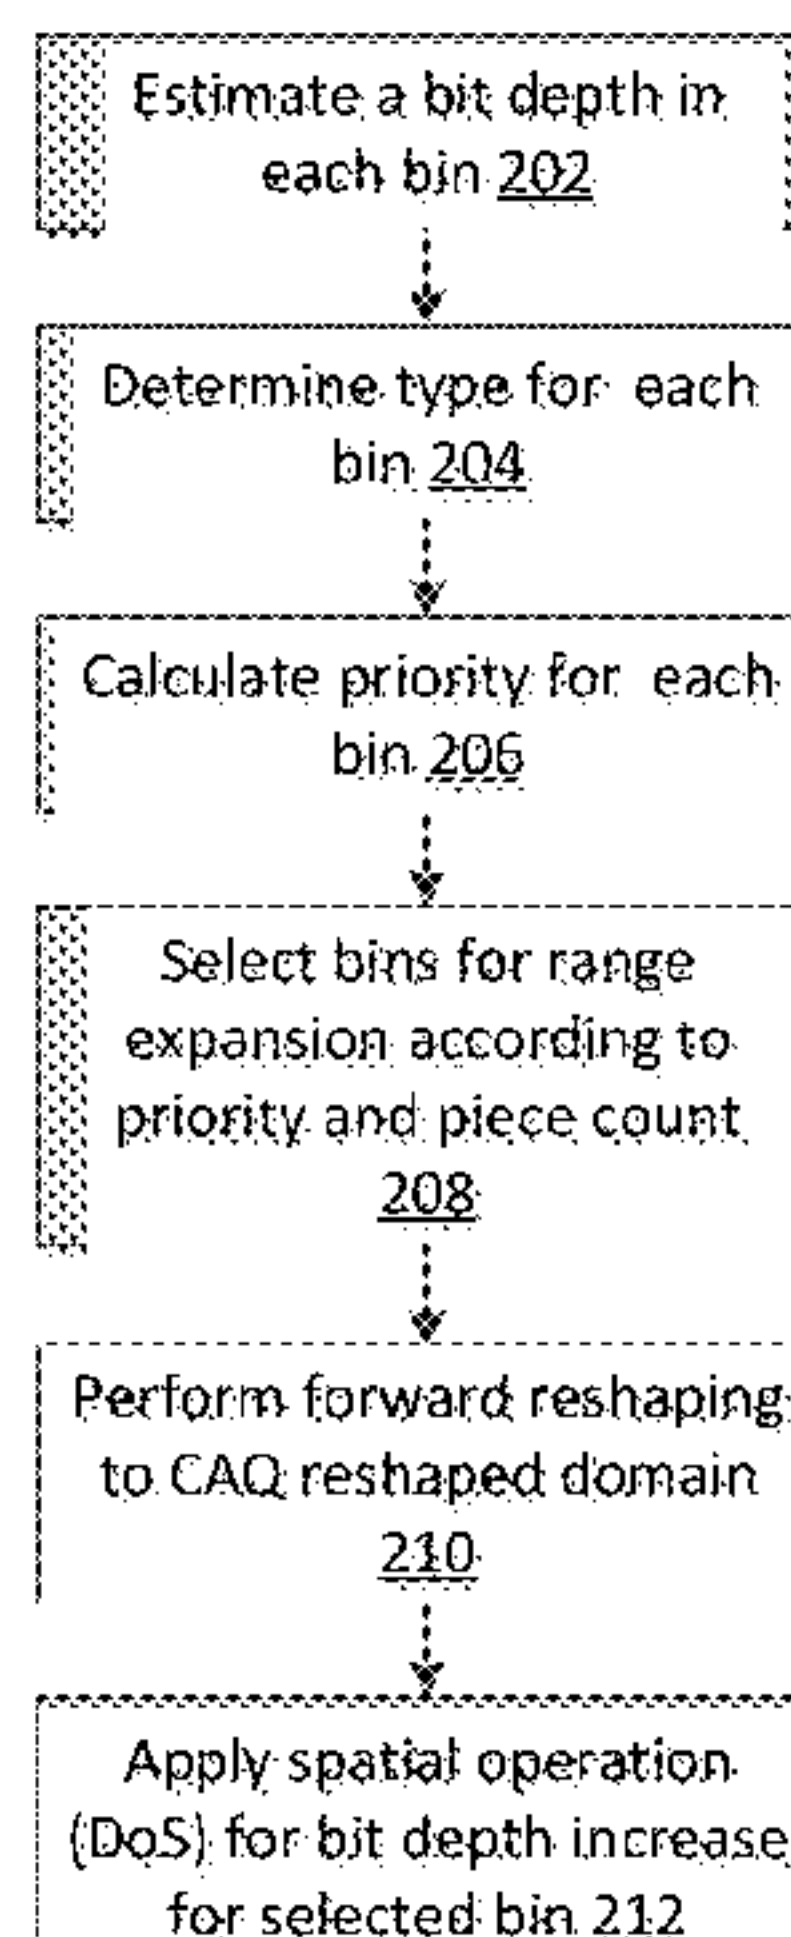 Estimate a bit depth in
each bin 202
Determine type for each
bin 204
Calculate priority for each
bin 206
Select bins for range
expansion according to
priority and piece count
208
Perform forward reshaping
to CAQ reshaped domain
210
Apply spatial operation
(DoS) for bit depth increase
for selected bin 212